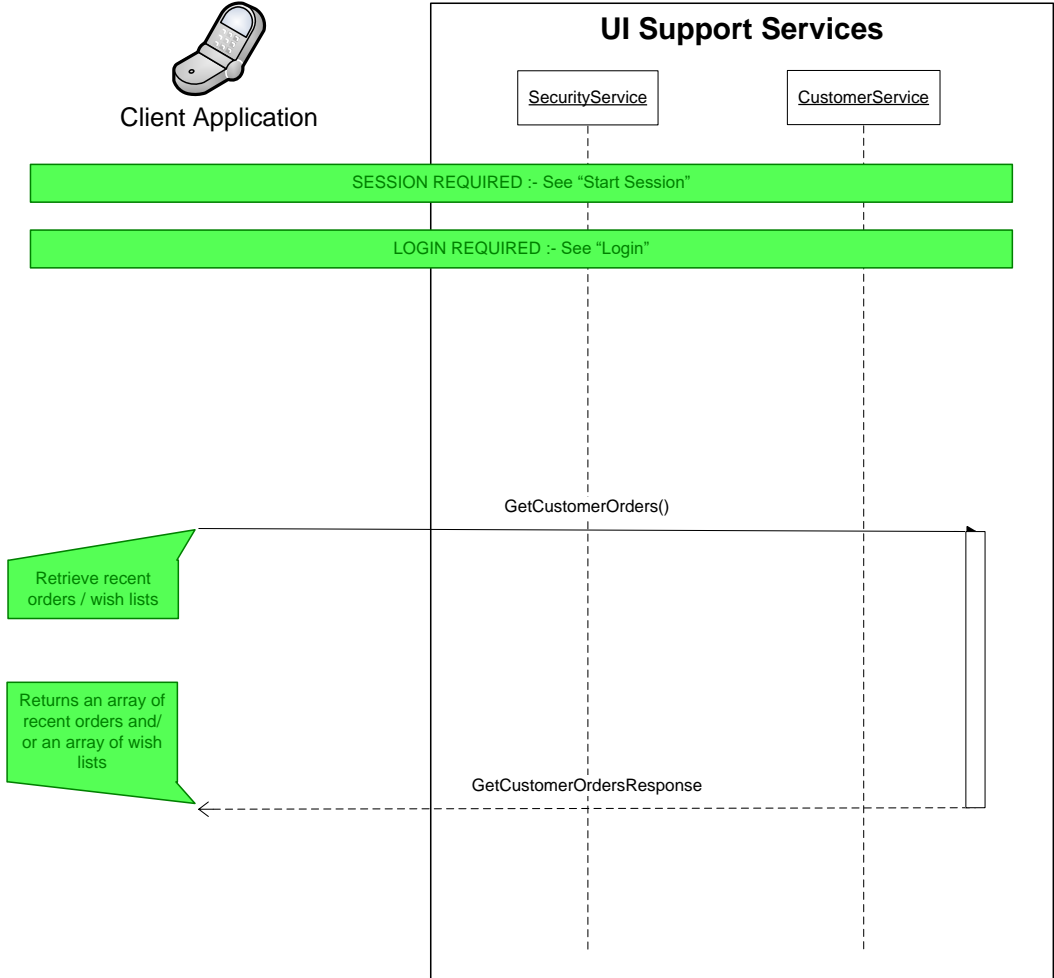 UI Support Services
Client Application
SecurityService
CustomerService
SESSION REQUIRED :- See “Start Session”
LOGIN REQUIRED :- See “Login”
GetCustomerOrders()
Retrieve recent
orders / wish lists
Returns an array of
recent orders and/
or an array of wish
lists
GetCustomerOrdersResponse